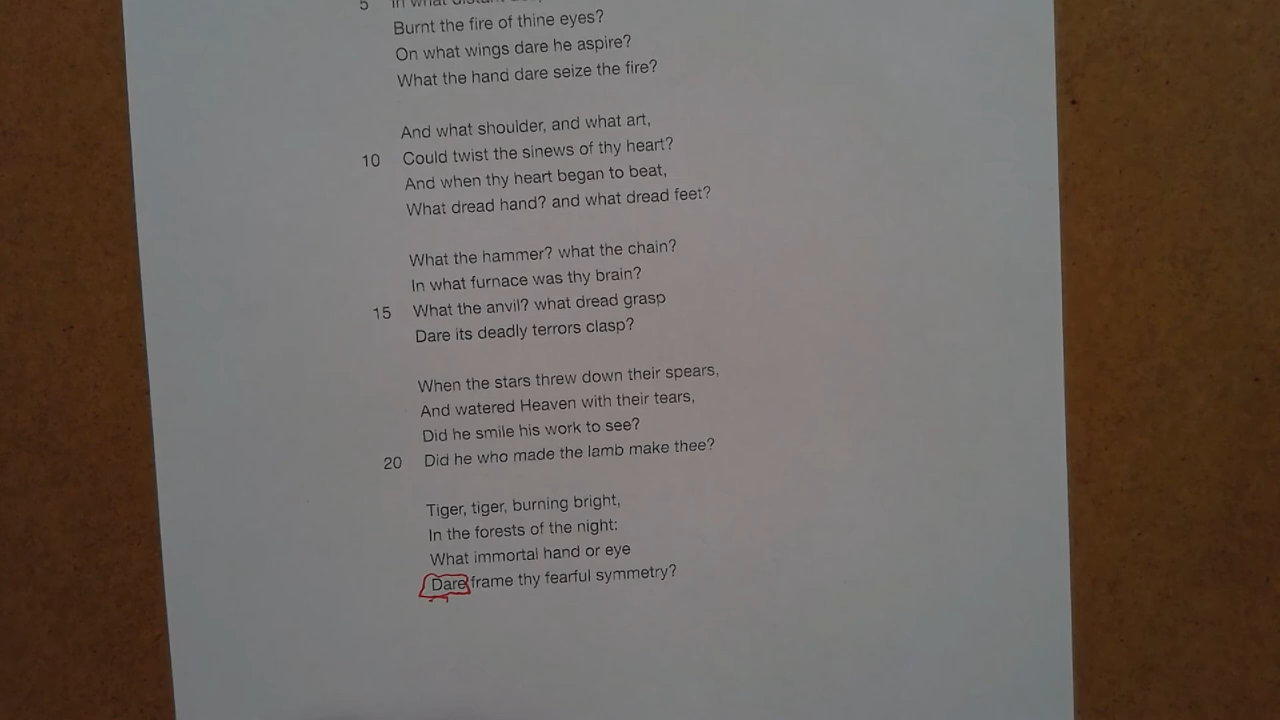 5 In what distant
Burnt the fire of thine eyes?
On what wings dare he aspire?
What the hand dare seize the fire?
And what shoulder, and what art,
10 Could twist the sinews of thy heart?
And when thy heart began to beat,
What dread hand? and what dread feet?
What the hammer? what the chain?
In what furnace was thy brain?
15 What the anvil? what dread grasp
Dare its deadly terrors clasp?
When the stars threw down their spears,
And watered Heaven with their tears,
Did he smile his work to see?
20 Did he who made the lamb make thee?
Tiger, tiger, burning bright,
In the forests of the night:
What immortal hand or eye
Dare frame thy fearful symmetry?